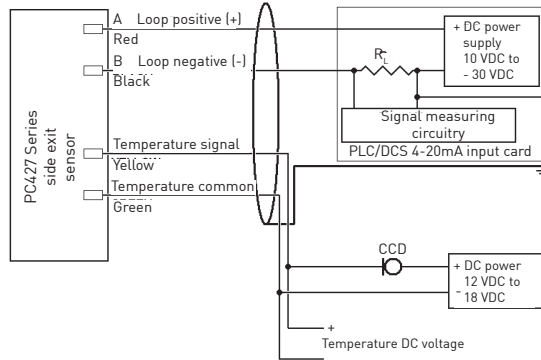 A Loop positive (+)
Red
B Loop negative (-)
Black
PC427 Series
side exit
sensor
Temperature signal
Yellow
Temperature common
Green
+ DC power
supply
10 VDC to
- 30 VDC
RL
Signal measuring
circuitry
PLC/DCS 4-20mA input card
CCD
+ DC power
12 VDC to
- 18 VDC
+
Temperature DC voltage